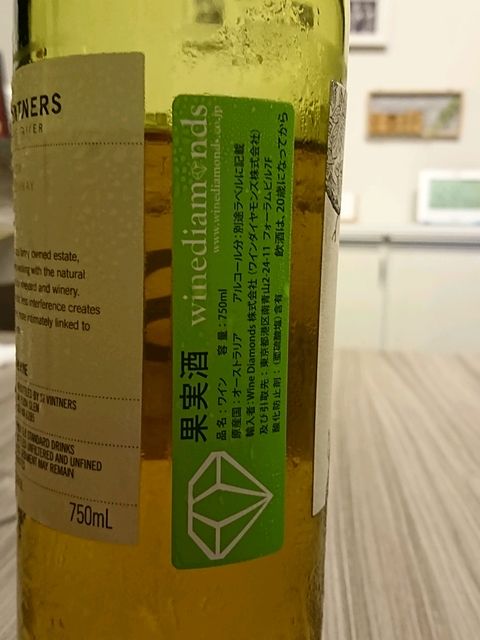 NTNERS
owned estate,
working with the natural
vineyard and winery.
less interference creates
more intimately linked to
VINTNERS
STANDARD DRINKS
UNFILTERED AND UNFINED
MAY REMAIN
750mL
winediamonds
www.winediamonds.co.jp
果実酒
品名:ワイン 容量:750ml アルコール分:別途ラベルに記載
原産国:オーストラリア
輸入者:Wine Diamonds 株式会社(ワインダイヤモンズ株式会社)
及び引取先:東京都港区南青山2-24-11 フォーラムビル7F
酸化防止剤:(亜硫酸塩)含有 飲酒は、20歳になってから